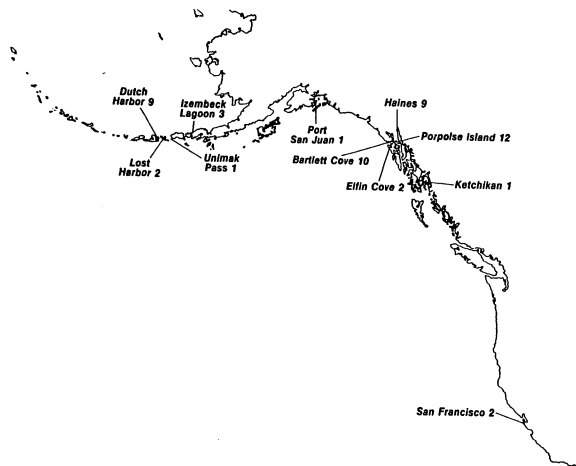 Dutch
Harbor 9
Izembeck
Lagoon 3
Lost
Harbor 2
Unimak
Pass 1
Port
San Juan 1
Haines 9
Porpoise Island 12
Bartlett Cove 10
Elfin Cove 2
Ketchikan 1
San Francisco 2